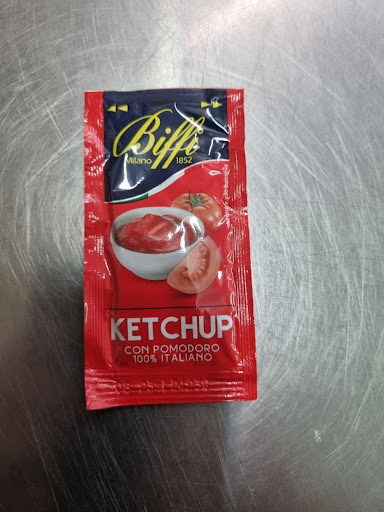 Biffi
Milano 1852
KETCHUP
CON POMODORO
100% ITALIANO